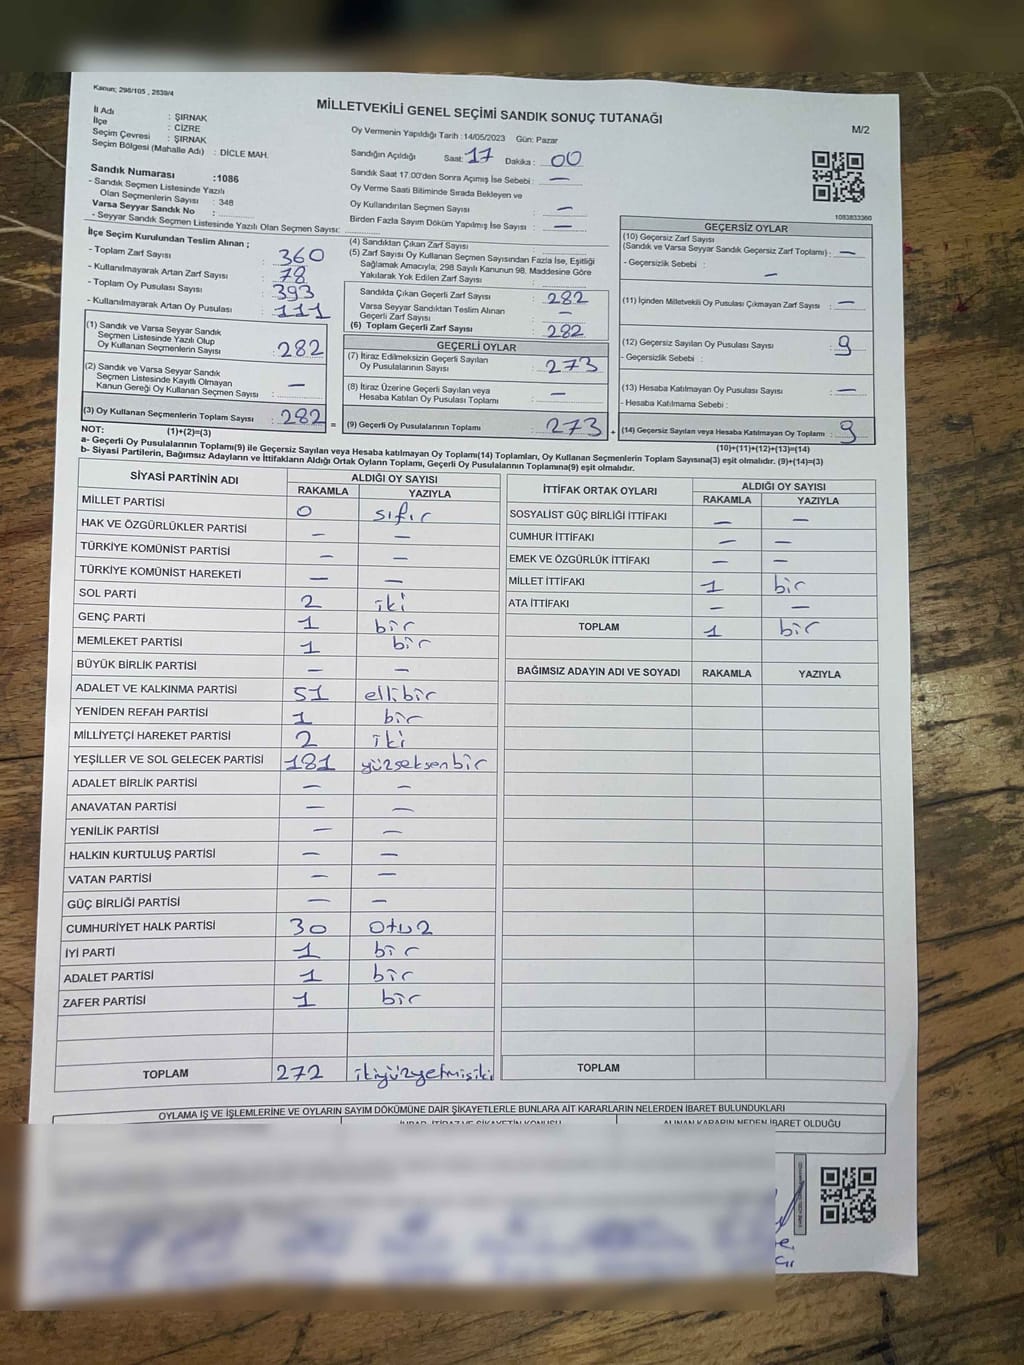 Kanun; 298/105 , 2839/4
MİLLETVEKİLİ GENEL SEÇİMİ SANDIK SONUÇ TUTANAĞI
M/2
İl Adı : ŞIRNAK
İlçe : CİZRE
Seçim Çevresi : ŞIRNAK
Seçim Bölgesi (Mahalle Adı) : DİCLE MAH.
Oy Vermenin Yapıldığı Tarih :14/05/2023 Gün: Pazar
Sandığın Açıldığı Saat: 17 Dakika : 00
Sandık Saat 17.00'den Sonra Açımış İse Sebebi : —
Oy Verme Saati Bitiminde Sırada Bekleyen ve
Oy Kullandırılan Seçmen Sayısı : —
Birden Fazla Sayım Döküm Yapılmış İse Sayısı : —
Sandık Numarası :1086
- Sandık Seçmen Listesinde Yazılı
Olan Seçmenlerin Sayısı : 348
Varsa Seyyar Sandık No :
- Seyyar Sandık Seçmen Listesinde Yazılı Olan Seçmen Sayısı:
1083833360
İlçe Seçim Kurulundan Teslim Alınan ;
- Toplam Zarf Sayısı : 360
- Kullanılmayarak Artan Zarf Sayısı : 78
- Toplam Oy Pusulası Sayısı : 393
- Kullanılmayarak Artan Oy Pusulası : 111
(1) Sandık ve Varsa Seyyar Sandık
Seçmen Listesinde Yazılı Olup
Oy Kullanan Seçmenlerin Sayısı : 282
(2) Sandık ve Varsa Seyyar Sandık
Seçmen Listesinde Kayıtlı Olmayan
Kanun Gereği Oy Kullanan Seçmen Sayısı : —
(3) Oy Kullanan Seçmenlerin Toplam Sayısı : 282 =
(4) Sandıktan Çıkan Zarf Sayısı :
(5) Zarf Sayısı Oy Kullanan Seçmen Sayısından Fazla İse, Eşitliği
Sağlamak Amacıyla; 298 Sayılı Kanunun 98. Maddesine Göre
Yakılarak Yok Edilen Zarf Sayısı :
Sandıkta Çıkan Geçerli Zarf Sayısı : 282
Varsa Seyyar Sandıktan Teslim Alınan
Geçerli Zarf Sayısı : —
(6) Toplam Geçerli Zarf Sayısı : 282
GEÇERLİ OYLAR
(7) İtiraz Edilmeksizin Geçerli Sayılan
Oy Pusulalarının Sayısı : 273
(8) İtiraz Üzerine Geçerli Sayılan veya
Hesaba Katılan Oy Pusulası Toplamı : —
(9) Geçerli Oy Pusulalarının Toplamı : 273 +
GEÇERSİZ OYLAR
(10) Geçersiz Zarf Sayısı
(Sandık ve Varsa Seyyar Sandık Geçersiz Zarf Toplamı) : —
- Geçersizlik Sebebi : —
(11) İçinden Milletvekili Oy Pusulası Çıkmayan Zarf Sayısı : —
(12) Geçersiz Sayılan Oy Pusulası Sayısı : 9
- Geçersizlik Sebebi :
(13) Hesaba Katılmayan Oy Pusulası Sayısı : —
- Hesaba Katılmama Sebebi :
(14) Geçersiz Sayılan veya Hesaba Katılmayan Oy Toplamı : 9
NOT: (1)+(2)=(3) (10)+(11)+(12)+(13)=(14)
a- Geçerli Oy Pusulalarının Toplamı(9) ile Geçersiz Sayılan veya Hesaba katılmayan Oy Toplamı(14) Toplamları, Oy Kullanan Seçmenlerin Toplam Sayısına(3) eşit olmalıdır. (9)+(14)=(3)
b- Siyasi Partilerin, Bağımsız Adayların ve İttifakların Aldığı Ortak Oyların Toplamı, Geçerli Oy Pusulalarının Toplamına(9) eşit olmalıdır.
SİYASİ PARTİNİN ADI ALDIĞI OY SAYISI
RAKAMLA YAZIYLA
MİLLET PARTİSİ 0 sıfır
HAK VE ÖZGÜRLÜKLER PARTİSİ — —
TÜRKİYE KOMÜNİST PARTİSİ — —
TÜRKİYE KOMÜNİST HAREKETİ — —
SOL PARTİ 2 iki
GENÇ PARTİ 1 bir
MEMLEKET PARTİSİ 1 bir
BÜYÜK BİRLİK PARTİSİ — —
ADALET VE KALKINMA PARTİSİ 51 ellibir
YENİDEN REFAH PARTİSİ 1 bir
MİLLİYETÇİ HAREKET PARTİSİ 2 iki
YEŞİLLER VE SOL GELECEK PARTİSİ 181 yüzseksenbir
ADALET BİRLİK PARTİSİ — —
ANAVATAN PARTİSİ — —
YENİLİK PARTİSİ — —
HALKIN KURTULUŞ PARTİSİ — —
VATAN PARTİSİ — —
GÜÇ BİRLİĞİ PARTİSİ — —
CUMHURİYET HALK PARTİSİ 30 otuz
İYİ PARTİ 1 bir
ADALET PARTİSİ 1 bir
ZAFER PARTİSİ 1 bir
TOPLAM 272 ikiyüzyetmişiki
İTTİFAK ORTAK OYLARI ALDIĞI OY SAYISI
RAKAMLA YAZIYLA
SOSYALİST GÜÇ BİRLİĞİ İTTİFAKI — —
CUMHUR İTTİFAKI — —
EMEK VE ÖZGÜRLÜK İTTİFAKI — —
MİLLET İTTİFAKI 1 bir
ATA İTTİFAKI — —
TOPLAM 1 bir
BAĞIMSIZ ADAYIN ADI VE SOYADI RAKAMLA YAZIYLA
TOPLAM
OYLAMA İŞ VE İŞLEMLERİNE VE OYLARIN SAYIM DÖKÜMÜNE DAİR ŞİKAYETLERLE BUNLARA AİT KARARLARIN NELERDEN İBARET BULUNDUKLARI
İHBAR, İTİRAZ VE ŞİKAYETİN KONUSU ALINAN KARARIN NEDEN İBARET OLDUĞU